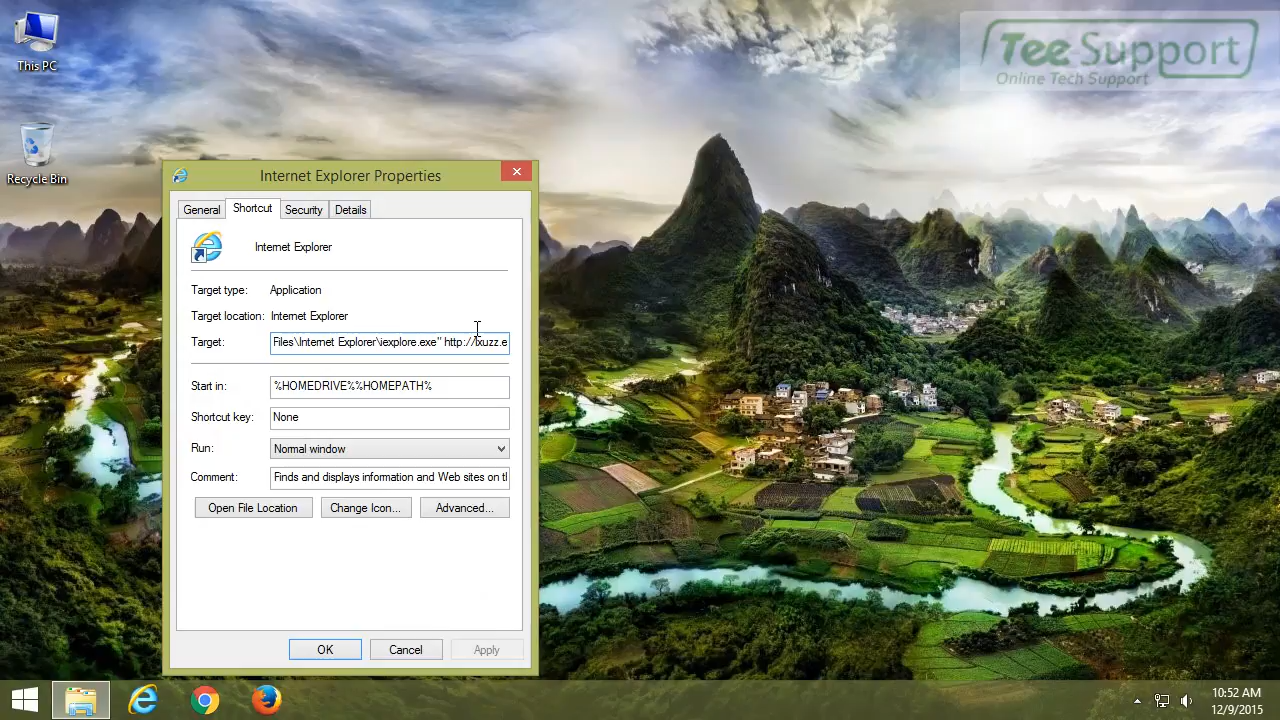 This PC
Recycle Bin
Tee Support
Online Tech Support
Internet Explorer Properties
General
Shortcut
Security
Details
Internet Explorer
Target type: Application
Target location: Internet Explorer
Target: Files\Internet Explorer\iexplore.exe" http://
Start in: %HOMEDRIVE%%HOMEPATH%
Shortcut key: None
Run: Normal window
Comment: Finds and displays information and Web sites on
Open File Location
Change Icon...
Advanced...
OK
Cancel
Apply
10:52 AM
12/9/2015